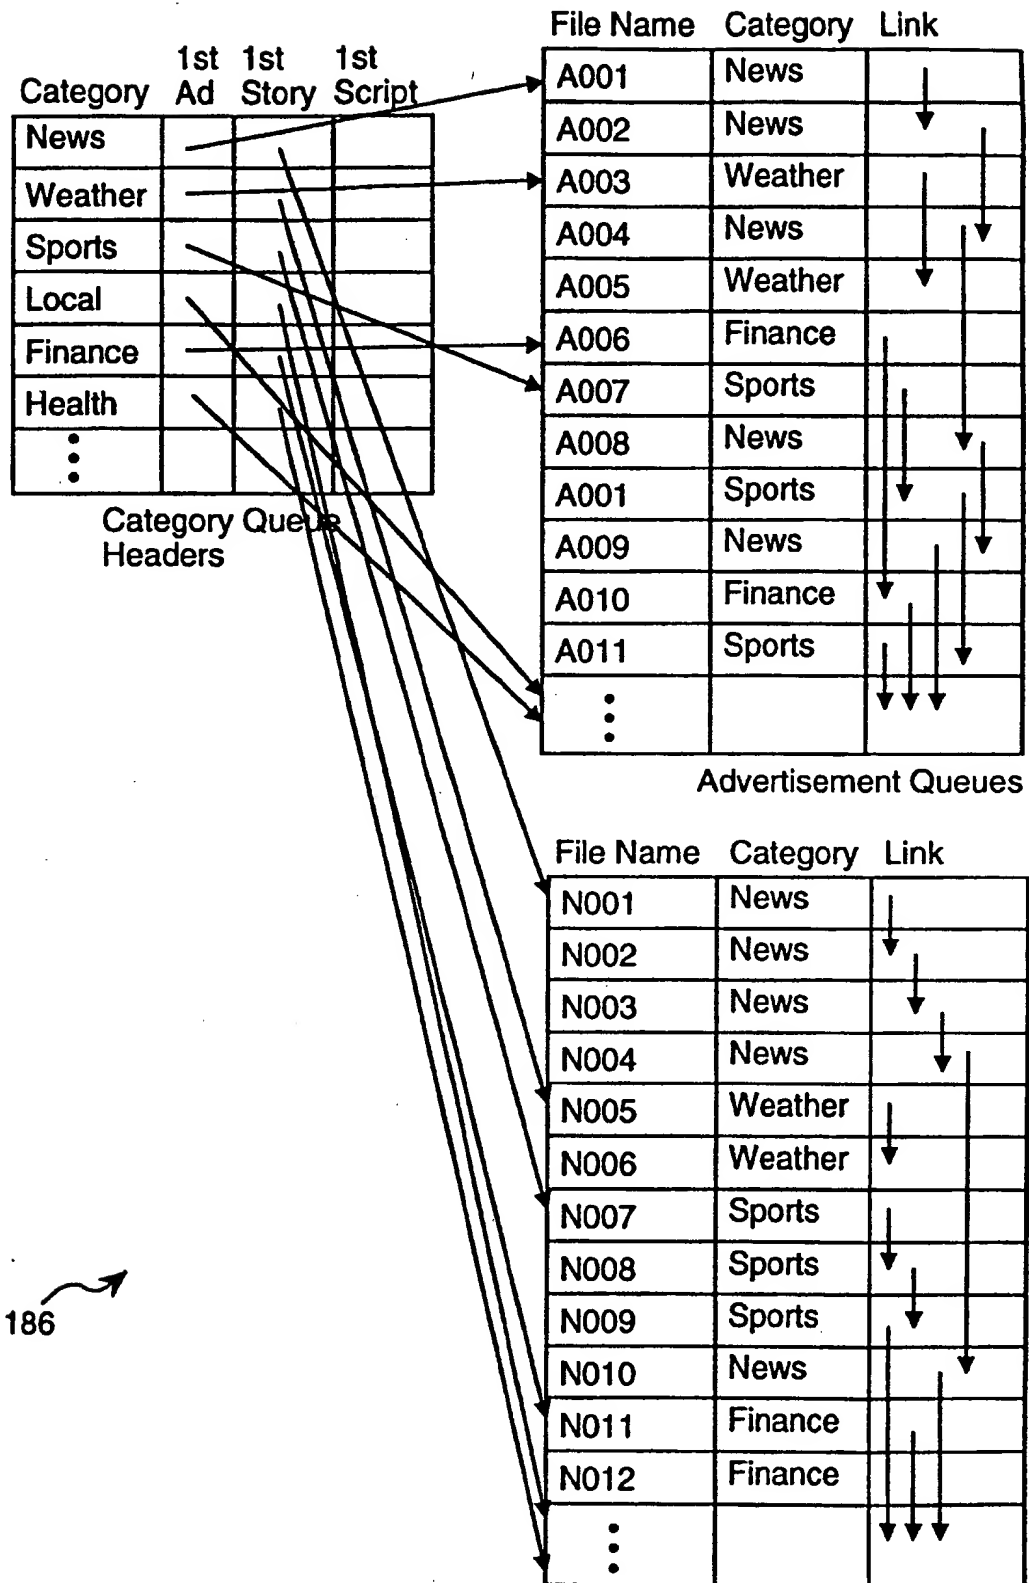 Category 1st Ad 1st Story 1st Script
News
Weather
Sports
Local
Finance
Health
Category Queue
Headers
File Name Category Link
A001 News
A002 News
A003 Weather
A004 News
A005 Weather
A006 Finance
A007 Sports
A008 News
A001 Sports
A009 News
A010 Finance
A011 Sports
Advertisement Queues
File Name Category Link
N001 News
N002 News
N003 News
N004 News
N005 Weather
N006 Weather
N007 Sports
N008 Sports
N009 Sports
N010 News
N011 Finance
N012 Finance
186